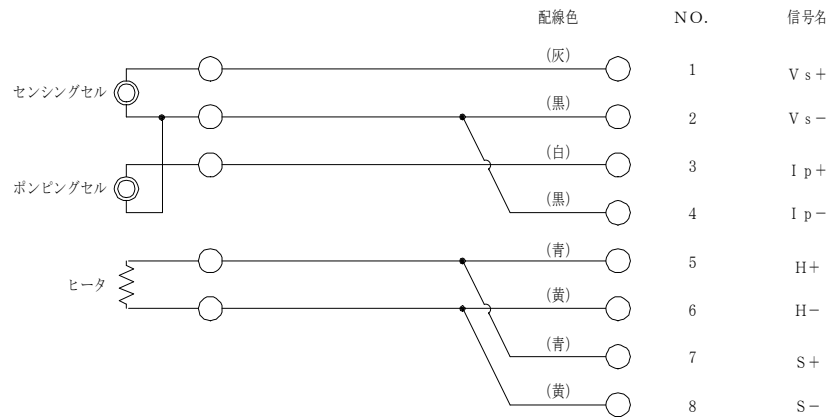 配線色 NO. 信号名
(灰) 1 Vs+
センシングセル
(黒) 2 Vs−
(白) 3 Ip+
ポンピングセル
(黒) 4 Ip−
(青) 5 H+
ヒータ
(黄) 6 H−
(青) 7 S+
(黄) 8 S−